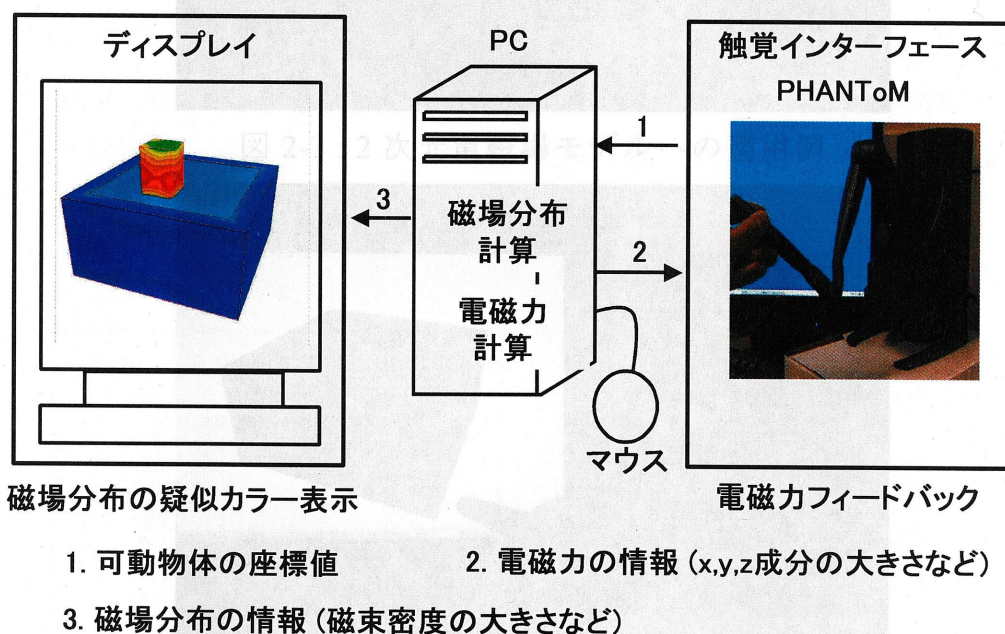 ディスプレイ
PC
触覚インターフェース
PHANToM
1
3
2
磁場分布
計算
電磁力
計算
マウス
磁場分布の疑似カラー表示
電磁力フィードバック
1. 可動物体の座標値
2. 電磁力の情報 (x,y,z成分の大きさなど)
3. 磁場分布の情報 (磁束密度の大きさなど)